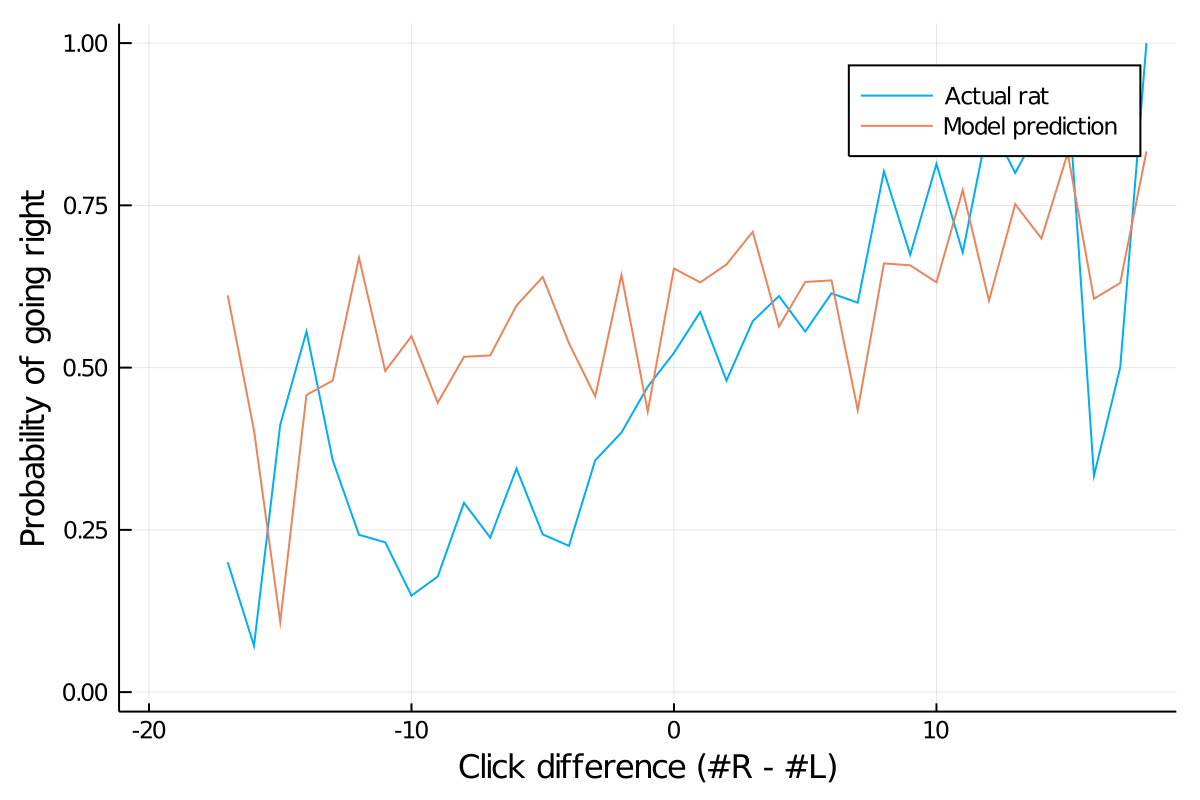 1.00
0.75
0.50
0.25
0.00
Probability of going right
Actual rat
Model prediction
-20 -10 0 10
Click difference (#R - #L)